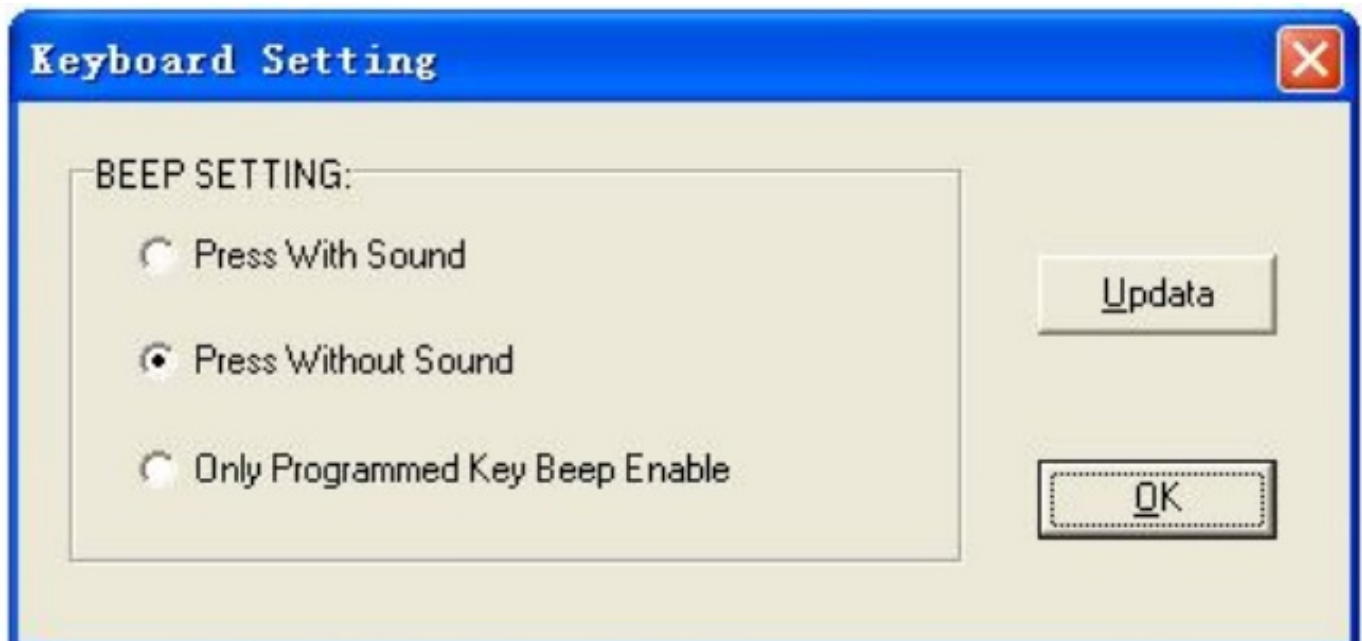 Keyboard Setting
BEEP SETTING:
Press With Sound
Press Without Sound
Only Programmed Key Beep Enable
Updata
OK